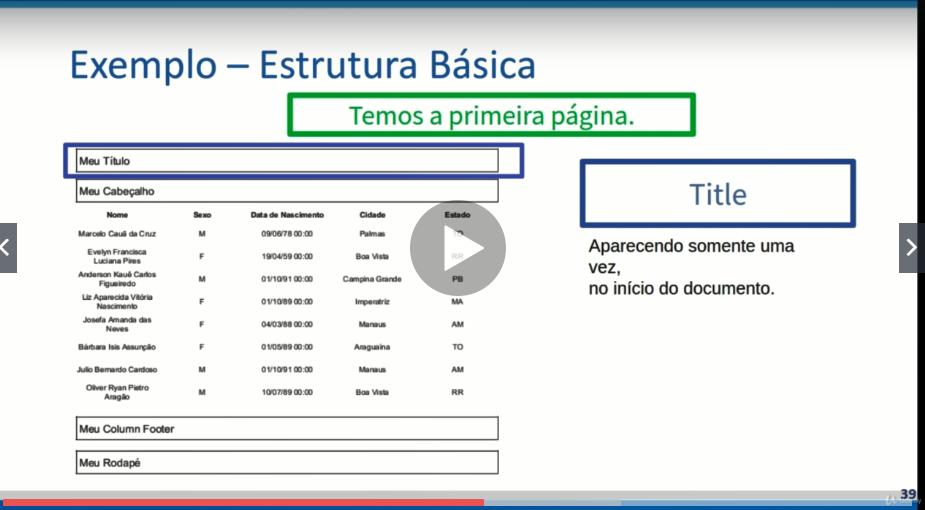 Exemplo – Estrutura Básica
Temos a primeira página.
Meu Título
Meu Cabeçalho
Nome Sexo Data de Nascimento Cidade Estado
Marcelo Cauã da Cruz M 09/06/78 00:00 Palmas TO
Evelyn Francisca
Luciana Pires F 19/04/59 00:00 Boa Vista RR
Anderson Kauê Carlos
Figueiredo M 01/10/91 00:00 Campina Grande PB
Liz Aparecida Vitória
Nascimento F 01/10/89 00:00 Imperatriz MA
Josefa Amanda das
Neves F 04/03/88 00:00 Manaus AM
Bárbara Isis Assunção F 01/05/89 00:00 Araguaína TO
Julio Bernardo Cardoso M 01/10/91 00:00 Manaus AM
Oliver Ryan Pietro
Aragão M 10/07/89 00:00 Boa Vista RR
Meu Column Footer
Meu Rodapé
Title
Aparecendo somente uma
vez,
no início do documento.
39